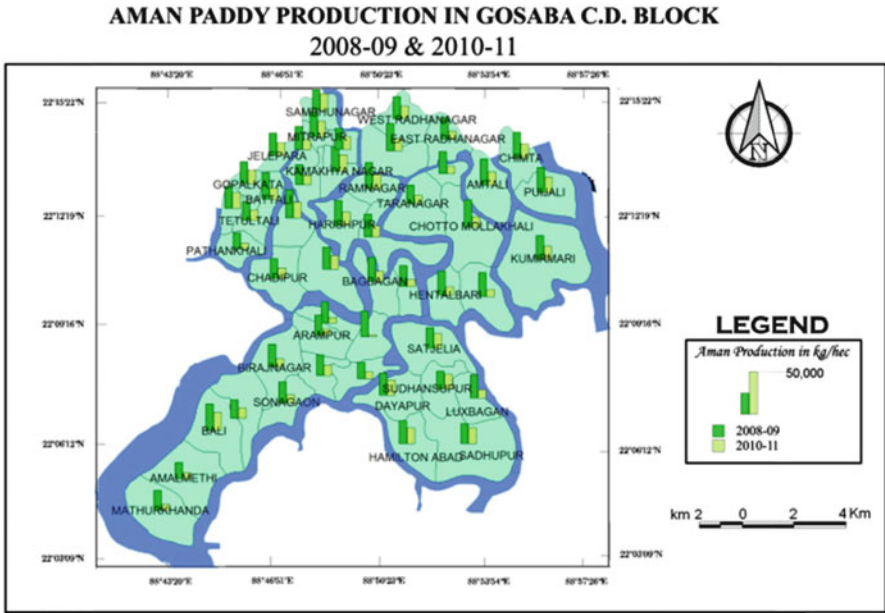 AMAN PADDY PRODUCTION IN GOSABA C.D. BLOCK
2008-09 & 2010-11
88°43'20"E 88°46'51"E 88°50'23"E 88°53'54"E 88°57'26"E
22°15'22"N 22°15'22"N
SAMBHUNAGAR
WEST RADHANAGAR
MITRAPUR EAST RADHANAGAR
JELEPARA CHIMTA
KAMAKHYA NAGAR
GOPALKATA RAMNAGAR AMTALI PUIJALI
BATTALI TARANAGAR
TETULTALI HARISHPUR CHOTTO MOLLAKHALI
22°12'19"N 22°12'19"N
PATHANKHALI
KUMIRMARI
CHADIPUR BAGBAGAN
HENTALBARI
22°09'16"N 22°09'16"N
ARAMPUR
SATJELIA
BIRAJNAGAR
SONAGAON SUDHANSUPUR
DAYAPUR LUXBAGAN
BALI
22°06'12"N 22°06'12"N
HAMILTON ABAD SADHUPUR
AMALMETHI
MATHURKHANDA
22°03'09"N 22°03'09"N
88°43'20"E 88°46'51"E 88°50'23"E 88°53'54"E 88°57'26"E
N
LEGEND
Aman Production in kg/hec
50,000
2008-09
2010-11
km 2 0 2 4 Km